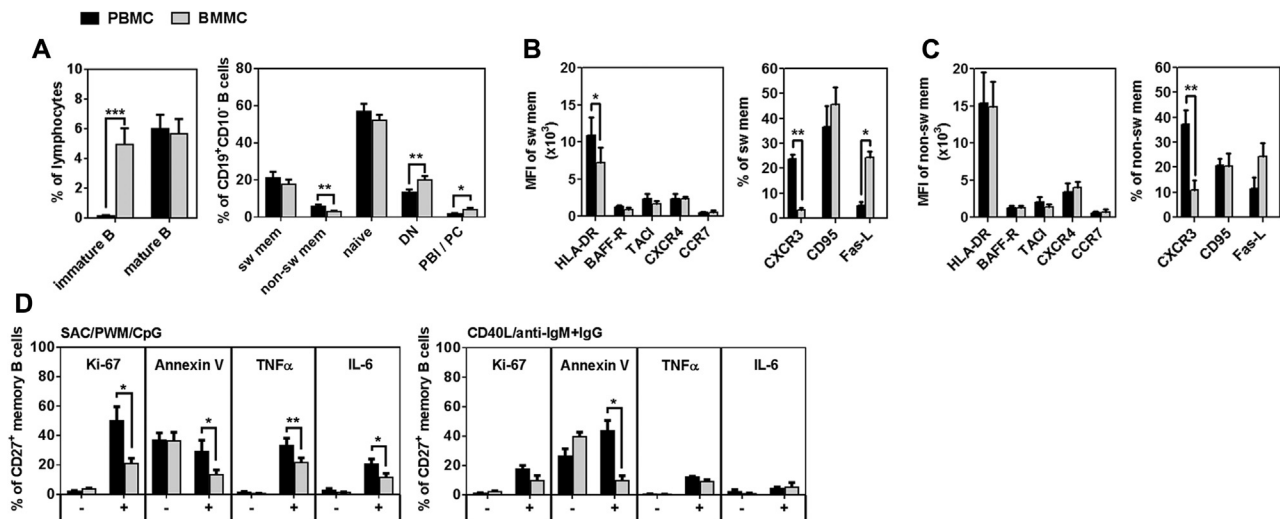 PBMC BMMC
A
% of lymphocytes
10
8
6
4
2
0
***
immature B
mature B
% of CD19+CD10- B cells
80
60
40
20
0
**
**
*
sw mem
non-sw mem
naive
DN
PBI / PC
B
MFI of sw mem
(x10³)
20
15
10
5
0
*
HLA-DR
BAFF-R
TACI
CXCR4
CCR7
% of sw mem
60
50
40
30
20
10
0
**
*
CXCR3
CD95
Fas-L
C
MFI of non-sw mem
(x10³)
20
15
10
5
0
HLA-DR
BAFF-R
TACI
CXCR4
CCR7
% of non-sw mem
60
50
40
30
20
10
0
**
CXCR3
CD95
Fas-L
D
SAC/PWM/CpG
% of CD27+ memory B cells
100
80
60
40
20
0
Ki-67 Annexin V TNFα IL-6
*
*
**
*
- + - + - + - +
CD40L/anti-IgM+IgG
% of CD27+ memory B cells
100
80
60
40
20
0
Ki-67 Annexin V TNFα IL-6
*
- + - + - + - +